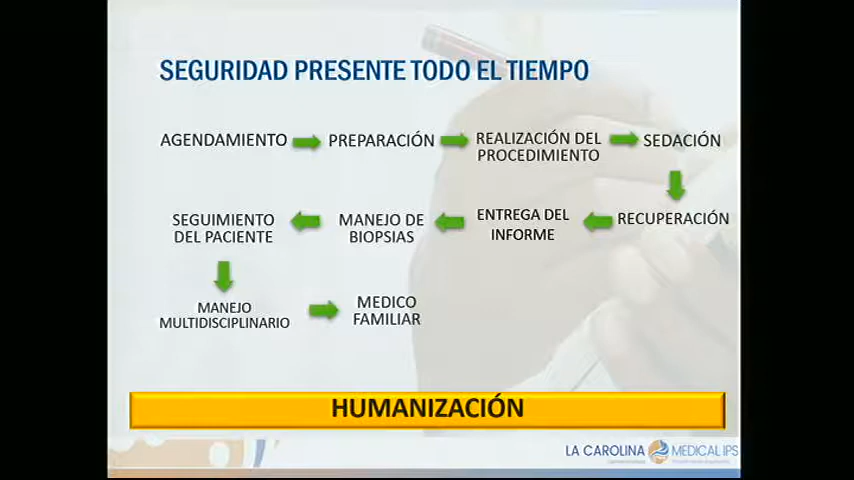 SEGURIDAD PRESENTE TODO EL TIEMPO
AGENDAMIENTO
PREPARACIÓN
REALIZACIÓN DEL
PROCEDIMIENTO
SEDACIÓN
RECUPERACIÓN
ENTREGA DEL
INFORME
MANEJO DE
BIOPSIAS
SEGUIMIENTO
DEL PACIENTE
MANEJO
MULTIDISCIPLINARIO
MEDICO
FAMILIAR
HUMANIZACIÓN
LA CAROLINA MEDICAL IPS